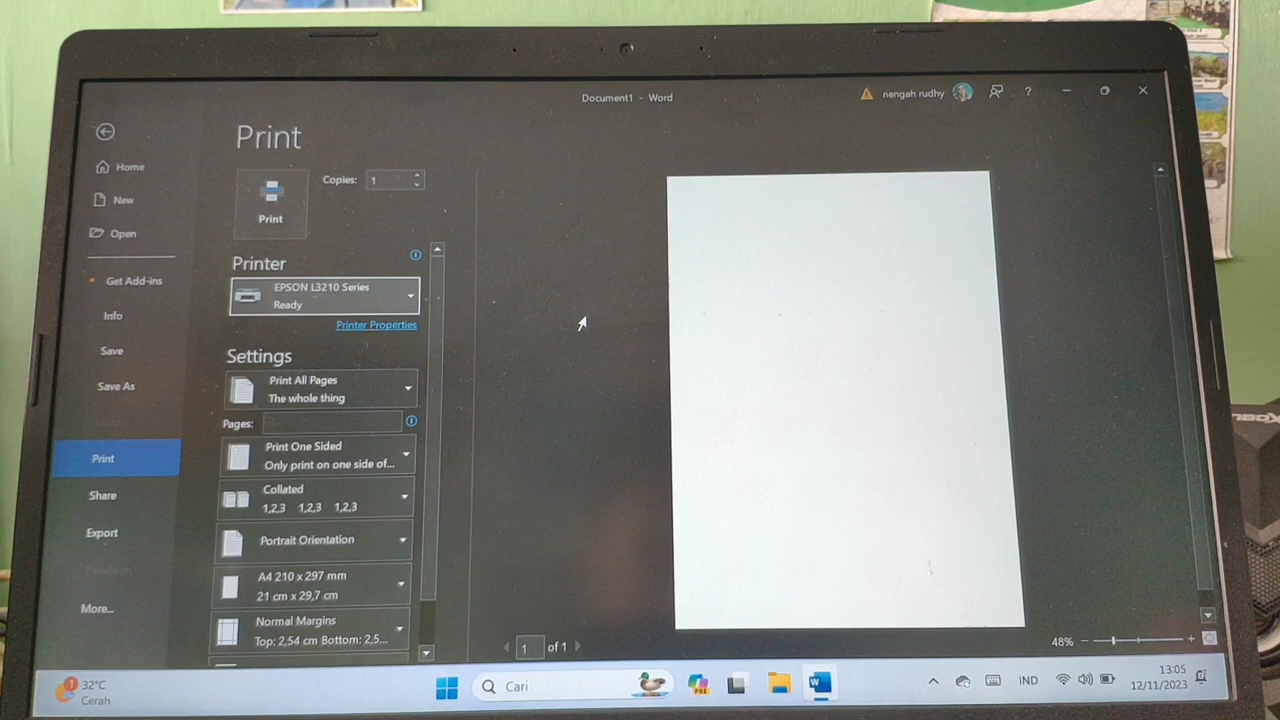 Document1 - Word
nengah rudhy
?
Print
Home
New
Open
Get Add-ins
Info
Save
Save As
Print
Share
Export
More...
Print
Copies: 1
Printer
EPSON L3210 Series
Ready
Printer Properties
Settings
Print All Pages
The whole thing
Pages:
Print One Sided
Only print on one side of...
Collated
1,2,3 1,2,3 1,2,3
Portrait Orientation
A4 210 x 297 mm
21 cm x 29,7 cm
Normal Margins
Top: 2,54 cm Bottom: 2,5...
1 of 1
48%
1
32°C
Cerah
Cari
PRE
IND
13:05
12/11/2023